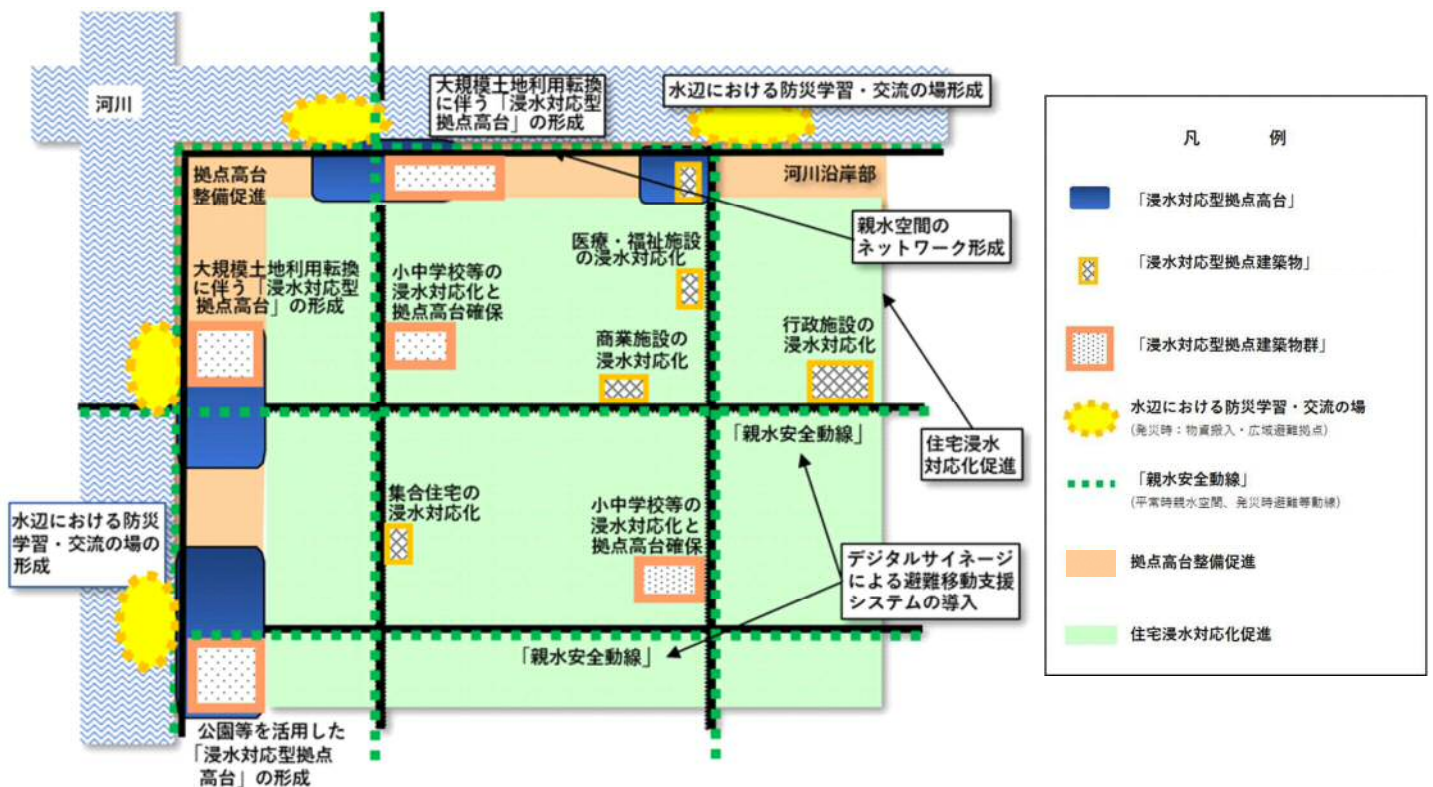 河川
大規模土地利用転換
に伴う「浸水対応型
拠点高台」の形成
水辺における防災学習・交流の場形成
拠点高台
整備促進
河川沿岸部
親水空間の
ネットワーク形成
医療・福祉施設
の浸水対応化
大規模土地利用転換
に伴う「浸水対応型
拠点高台」の形成
小中学校等の
浸水対応化と
拠点高台確保
商業施設の
浸水対応化
行政施設の
浸水対応化
「親水安全動線」
住宅浸水
対応化促進
水辺における防災
学習・交流の場の
形成
集合住宅の
浸水対応化
小中学校等の
浸水対応化と
拠点高台確保
デジタルサイネージ
による避難移動支援
システムの導入
「親水安全動線」
公園等を活用した
「浸水対応型拠点
高台」の形成
凡 例
「浸水対応型拠点高台」
「浸水対応型拠点建築物」
「浸水対応型拠点建築物群」
水辺における防災学習・交流の場
(発災時：物資搬入・広域避難拠点)
「親水安全動線」
(平常時親水空間、発災時避難等動線)
拠点高台整備促進
住宅浸水対応化促進